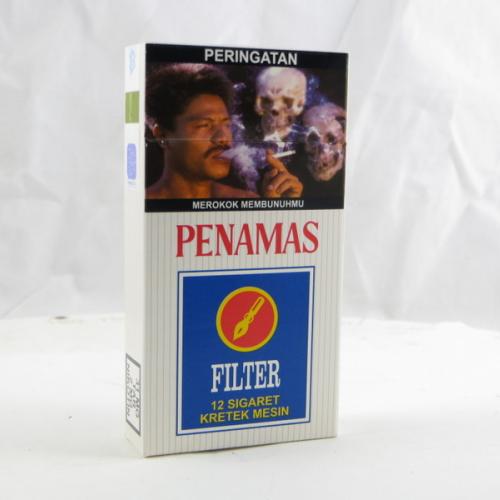 PERINGATAN
MEROKOK MEMBUNUHMU
PENAMAS
FILTER
12 SIGARET
KRETEK MESIN